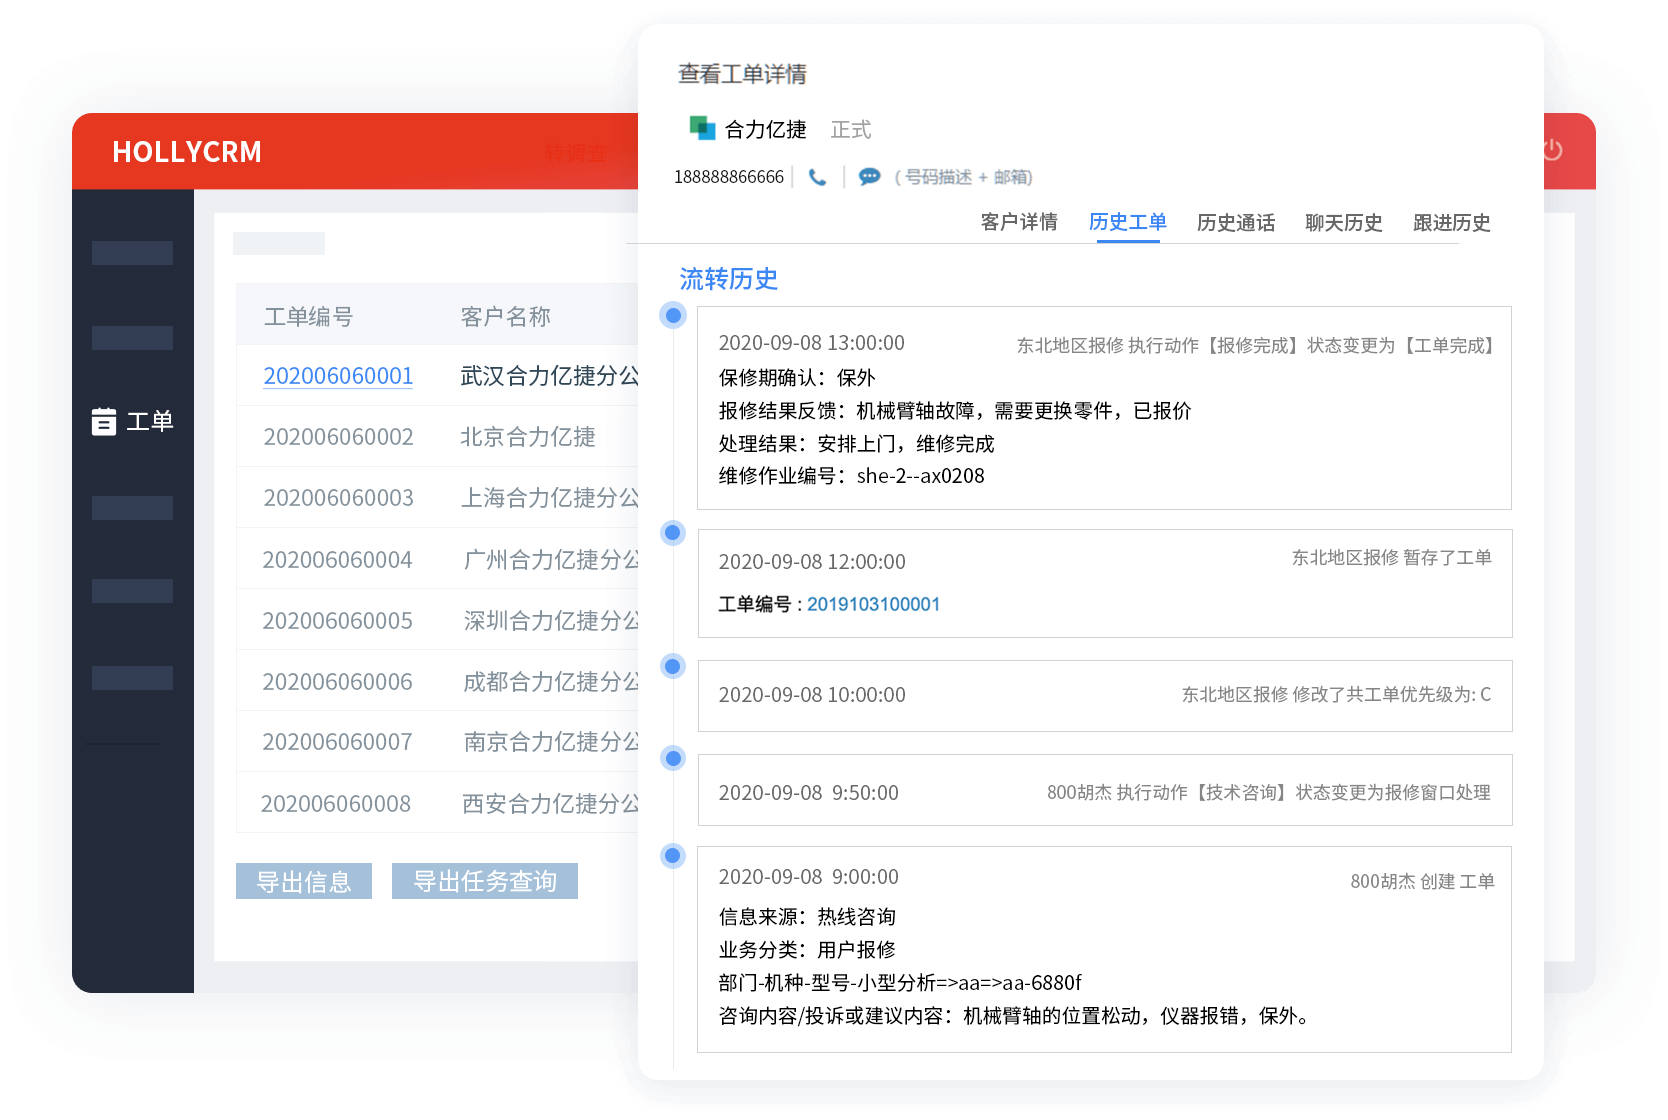 HOLLYCRM
转调查
工单
工单编号 客户名称
202006060001 武汉合力亿捷分公
202006060002 北京合力亿捷
202006060003 上海合力亿捷分公
202006060004 广州合力亿捷分公
202006060005 深圳合力亿捷分公
202006060006 成都合力亿捷分公
202006060007 南京合力亿捷分公
202006060008 西安合力亿捷分公
导出信息 导出任务查询
查看工单详情
合力亿捷 正式
188888866666 ( 号码描述 + 邮箱)
客户详情 历史工单 历史通话 聊天历史 跟进历史
流转历史
2020-09-08 13:00:00 东北地区报修 执行动作【报修完成】状态变更为【工单完成】
保修期确认：保外
报修结果反馈：机械臂轴故障，需要更换零件，已报价
处理结果：安排上门，维修完成
维修作业编号：she-2--ax0208
2020-09-08 12:00:00 东北地区报修 暂存了工单
工单编号 : 2019103100001
2020-09-08 10:00:00 东北地区报修 修改了共工单优先级为: C
2020-09-08 9:50:00 800胡杰 执行动作【技术咨询】状态变更为报修窗口处理
2020-09-08 9:00:00 800胡杰 创建 工单
信息来源：热线咨询
业务分类：用户报修
部门-机种-型号-小型分析=>aa=>aa-6880f
咨询内容/投诉或建议内容：机械臂轴的位置松动，仪器报错，保外。